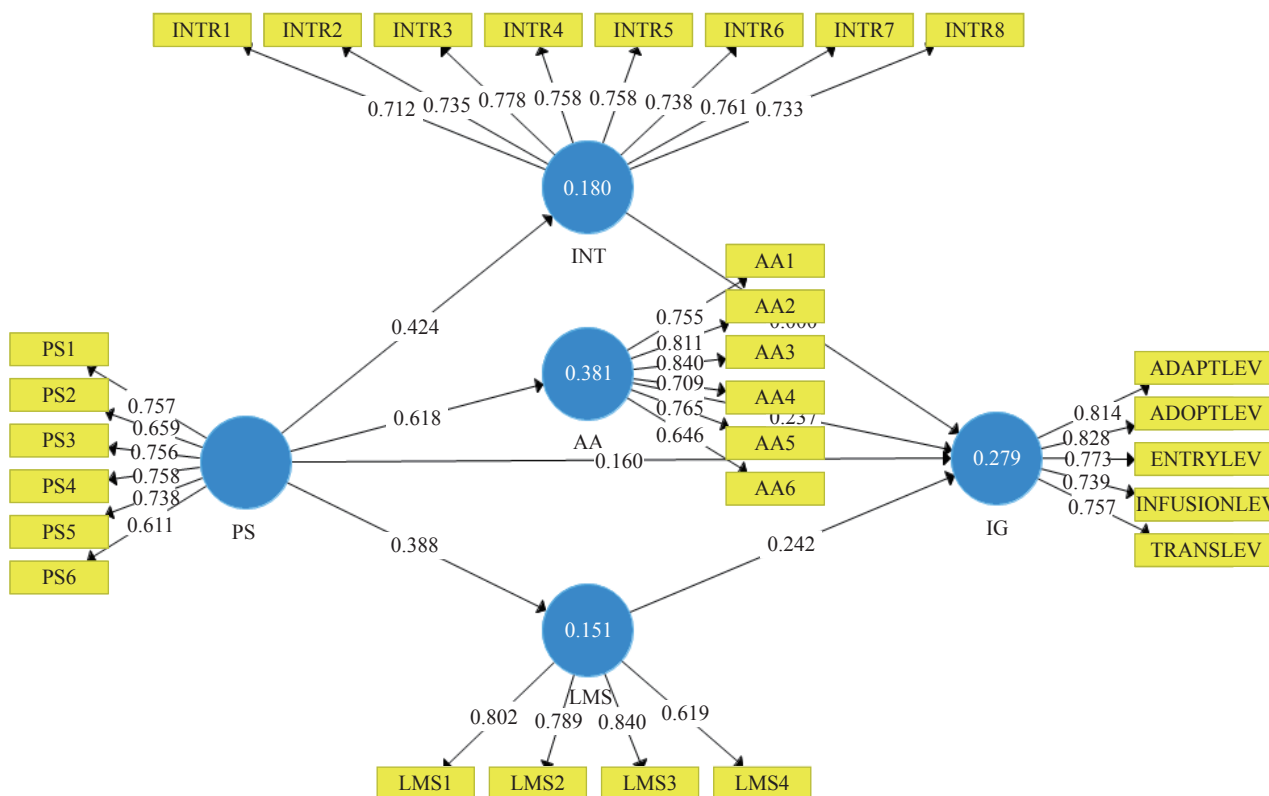 INTR1 INTR2 INTR3 INTR4 INTR5 INTR6 INTR7 INTR8
0.712 0.735 0.778 0.758 0.758 0.738 0.761 0.733
0.180
INT
AA1
AA2
AA3
AA4
AA5
AA6
0.755
0.811
0.840
0.709
0.765
0.646
0.424
0.381
AA
0.618
0.237
0.160
PS1
PS2
PS3
PS4
PS5
PS6
0.757
0.659
0.756
0.758
0.738
0.611
PS
0.388
0.242
0.279
IG
0.814
0.828
0.773
0.739
0.757
ADAPTLEV
ADOPTLEV
ENTRYLEV
INFUSIONLEV
TRANSLEV
0.151
LMS
0.802 0.789 0.840 0.619
LMS1 LMS2 LMS3 LMS4